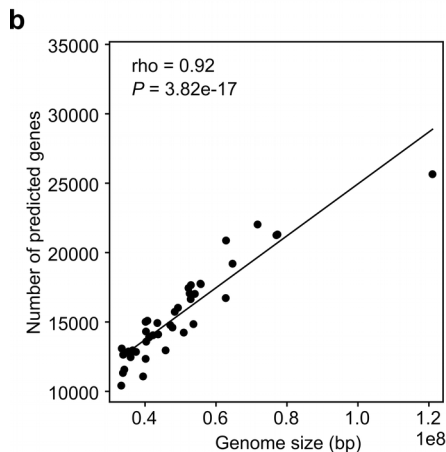 b
rho = 0.92
P = 3.82e-17
Number of predicted genes
35000
30000
25000
20000
15000
10000
0.4 0.6 0.8 1.0 1.2
1e8
Genome size (bp)